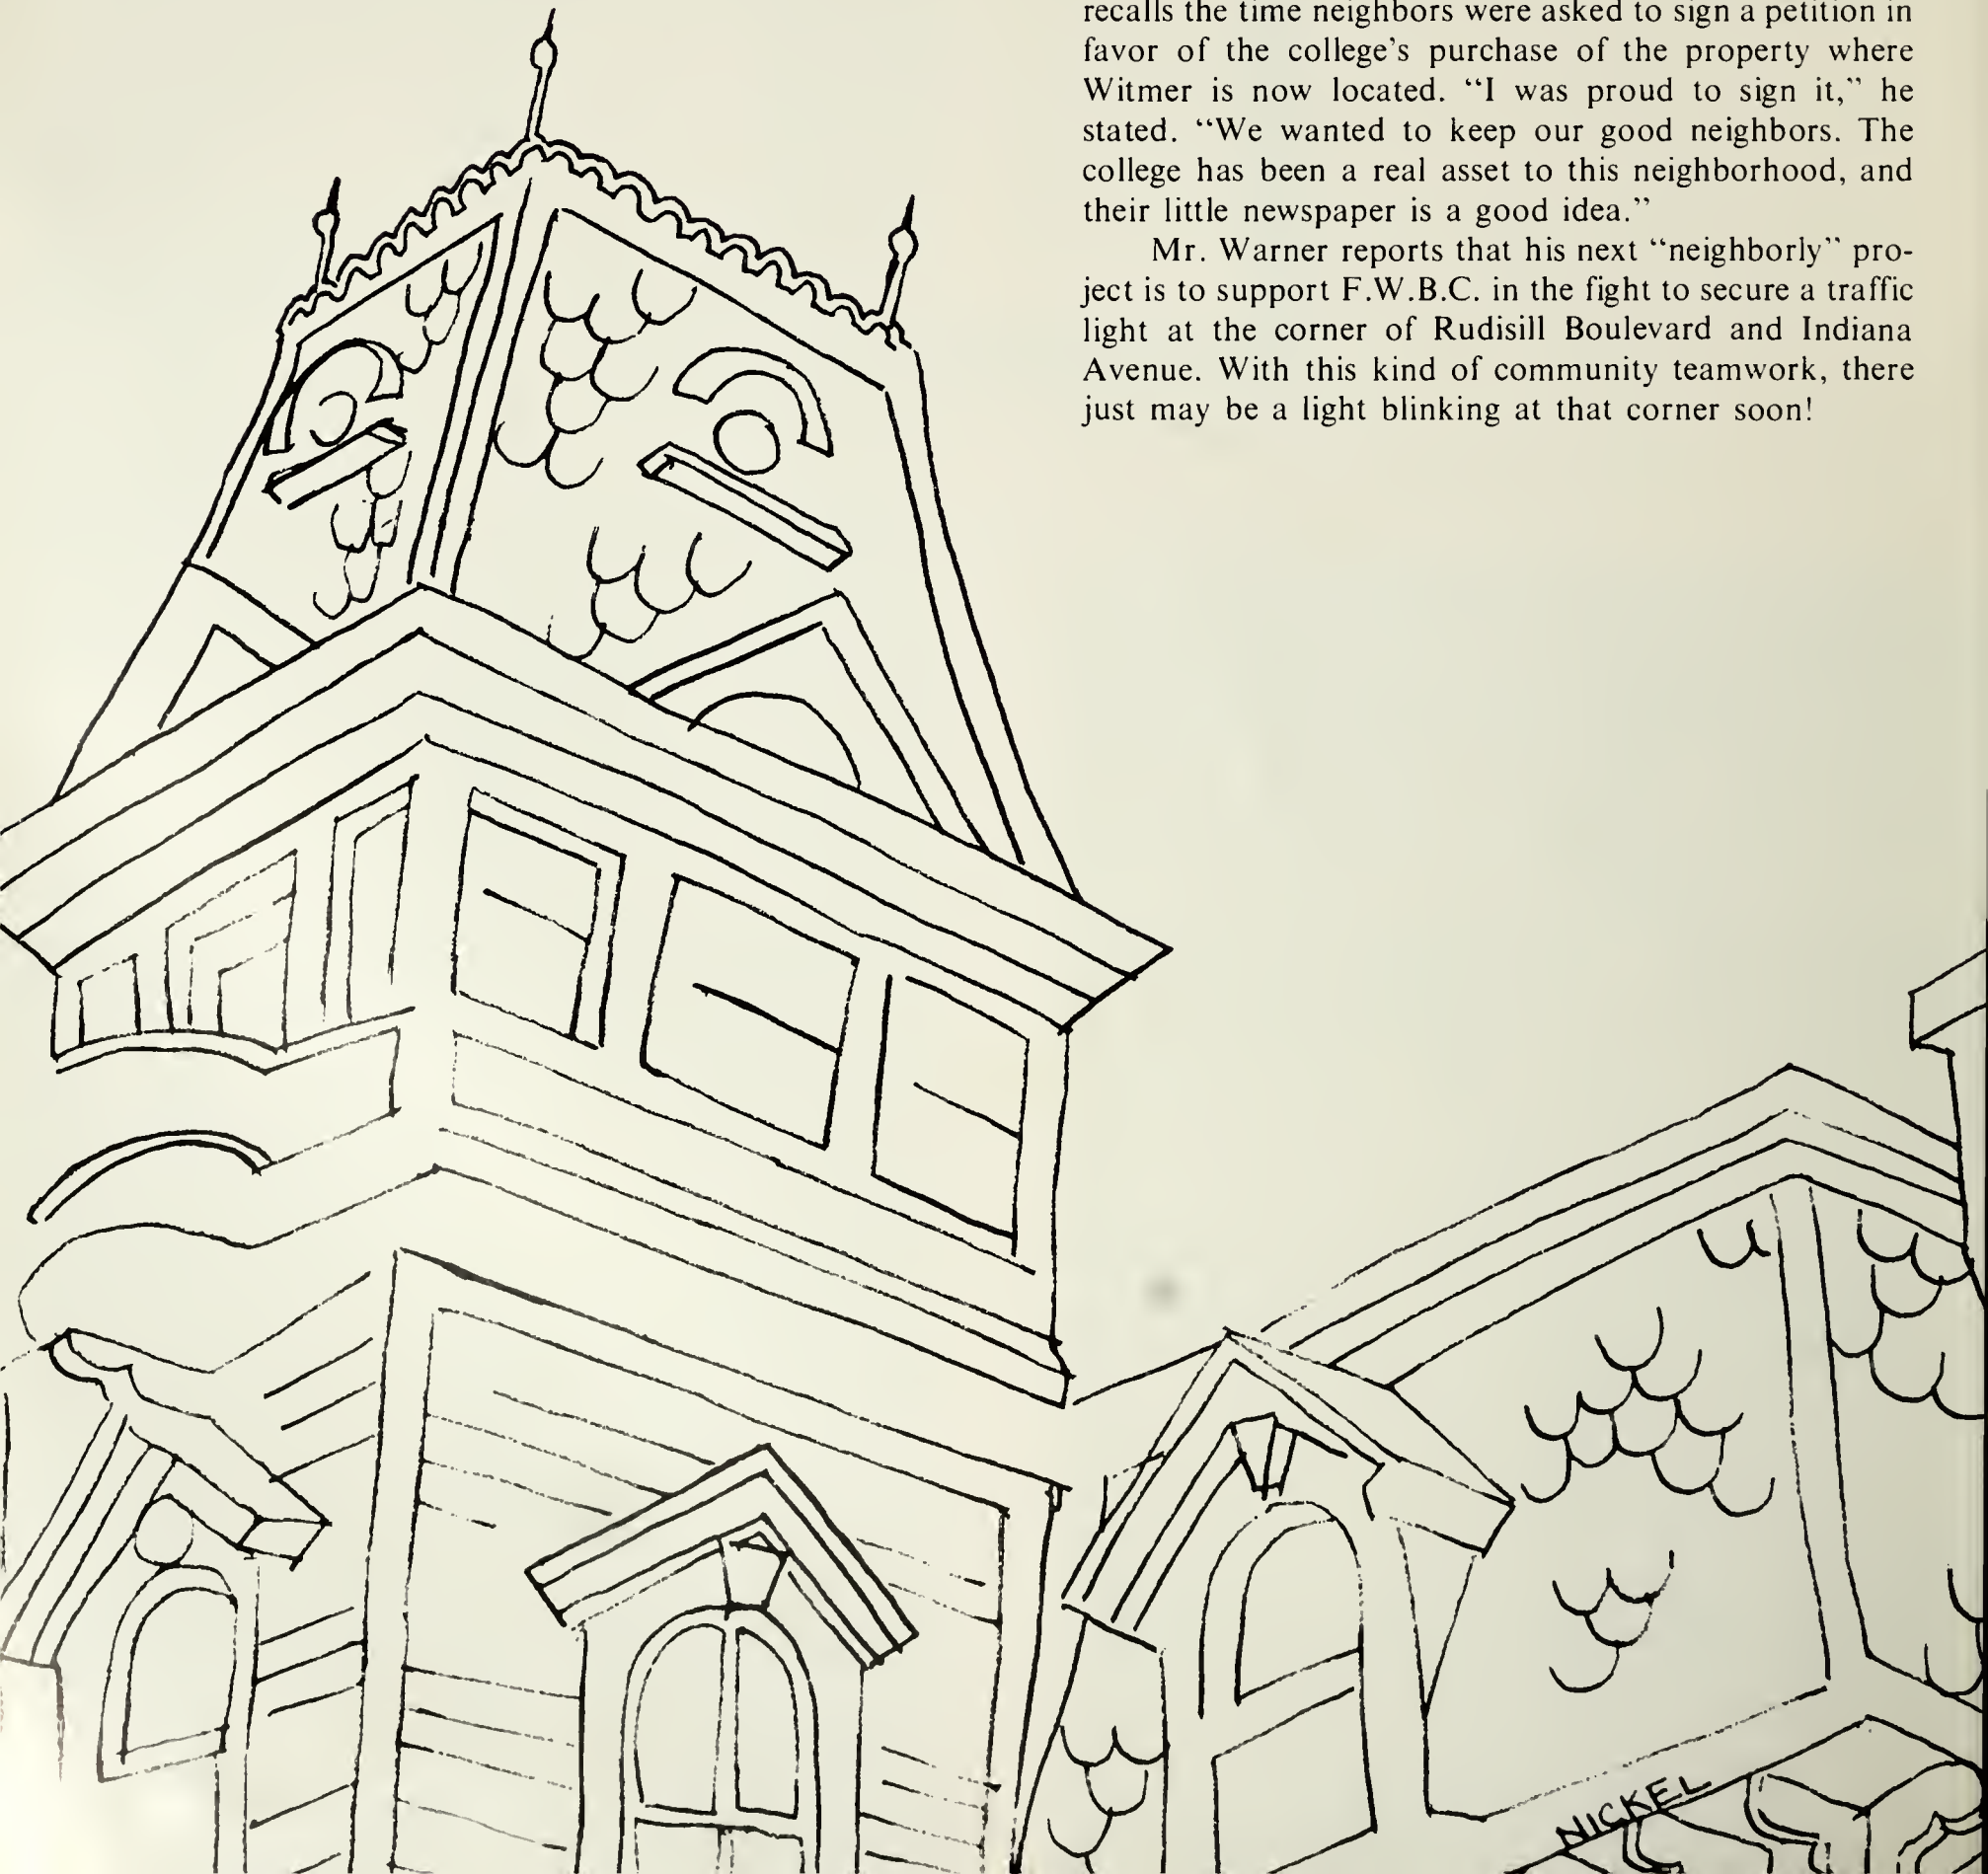 recalls the time neighbors were asked to sign a petition in
favor of the college's purchase of the property where
Witmer is now located. “I was proud to sign it,” he
stated. “We wanted to keep our good neighbors. The
college has been a real asset to this neighborhood, and
their little newspaper is a good idea.”
Mr. Warner reports that his next “neighborly” pro-
ject is to support F.W.B.C. in the fight to secure a traffic
light at the corner of Rudisill Boulevard and Indiana
Avenue. With this kind of community teamwork, there
just may be a light blinking at that corner soon!
NICKEL